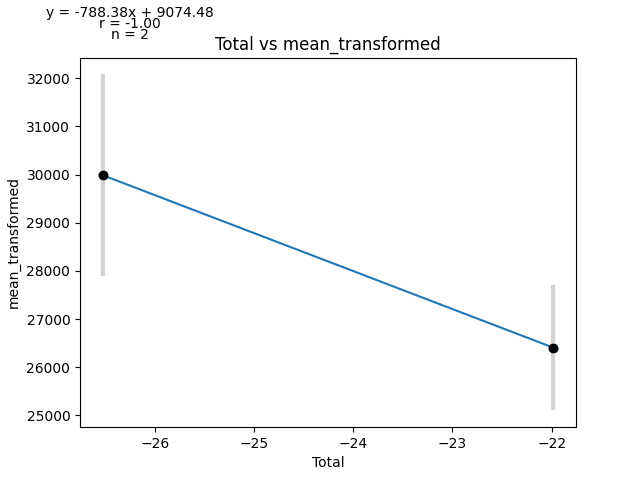 y = -788.38x + 9074.48
r = -1.00
n = 2
Total vs mean_transformed
32000
31000
30000
29000
28000
27000
26000
25000
mean_transformed
−26
−25
−24
−23
−22
Total